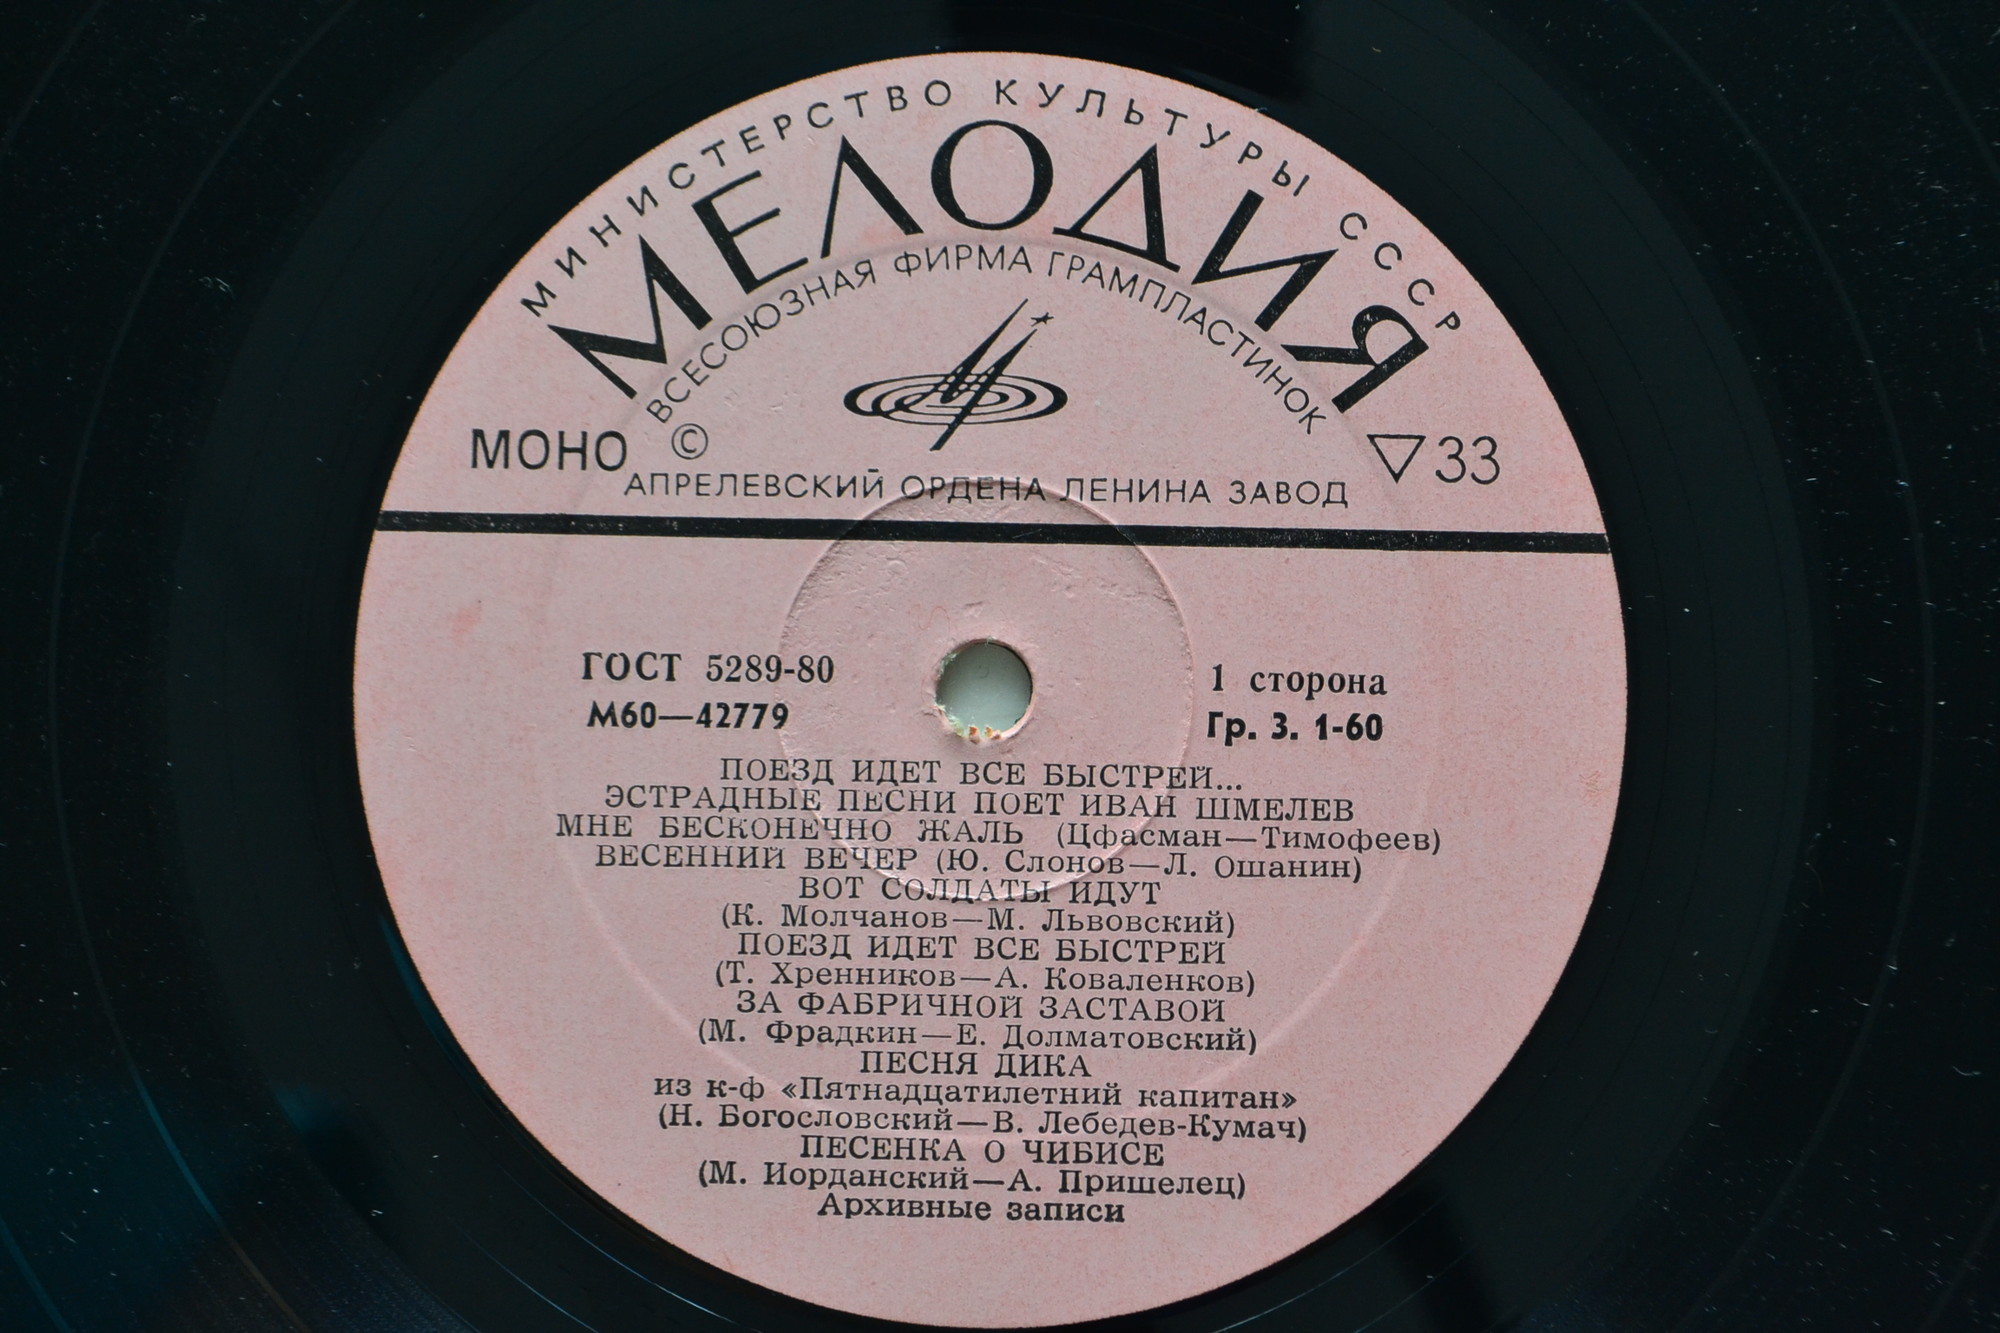 МИНИСТЕРСТВО КУЛЬТУРЫ СССР
МЕЛОДИЯ
ВСЕСОЮЗНАЯ ФИРМА ГРАМПЛАСТИНОК
МОНО © ▽33
АПРЕЛЕВСКИЙ ОРДЕНА ЛЕНИНА ЗАВОД
ГОСТ 5289-80 1 сторона
М60—42779 Гр. 3. 1-60
ПОЕЗД ИДЕТ ВСЕ БЫСТРЕЙ...
ЭСТРАДНЫЕ ПЕСНИ ПОЕТ ИВАН ШМЕЛЕВ
МНЕ БЕСКОНЕЧНО ЖАЛЬ (Цфасман—Тимофеев)
ВЕСЕННИЙ ВЕЧЕР (Ю. Слонов—Л. Ошанин)
ВОТ СОЛДАТЫ ИДУТ
(К. Молчанов—М. Львовский)
ПОЕЗД ИДЕТ ВСЕ БЫСТРЕЙ
(Т. Хренников—А. Коваленков)
ЗА ФАБРИЧНОЙ ЗАСТАВОЙ
(М. Фрадкин—Е. Долматовский)
ПЕСНЯ ДИКА
из к-ф «Пятнадцатилетний капитан»
(Н. Богословский—В. Лебедев-Кумач)
ПЕСЕНКА О ЧИБИСЕ
(М. Иорданский—А. Пришелец)
Архивные записи